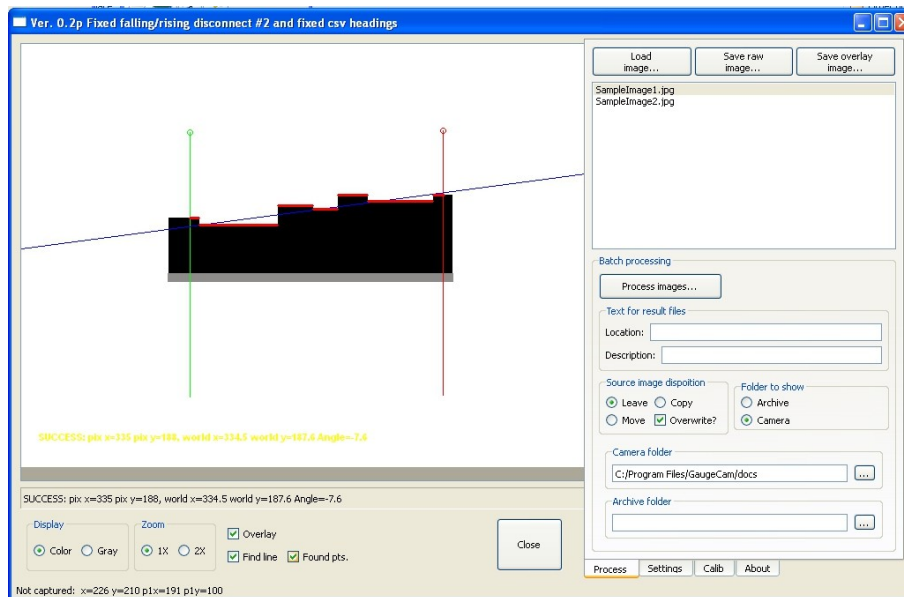 Ver. 0.2p Fixed falling/rising disconnect #2 and fixed csv headings
Load image...
Save raw image...
Save overlay image...
SampleImage1.jpg
SampleImage2.jpg
Batch processing
Process images...
Text for result files
Location:
Description:
Source image dispoition
Leave Copy
Move Overwrite?
Folder to show
Archive
Camera
Camera folder
C:/Program Files/GaugeCam/docs
...
Archive folder
...
Process Settings Calib About
SUCCESS: pix x=335 pix y=188, world x=334.5 world y=187.6 Angle=-7.6
SUCCESS: pix x=335 pix y=188, world x=334.5 world y=187.6 Angle=-7.6
Display
Color Gray
Zoom
1X 2X
Overlay
Find line Found pts.
Close
Not captured: x=226 y=210 p1x=191 p1y=100